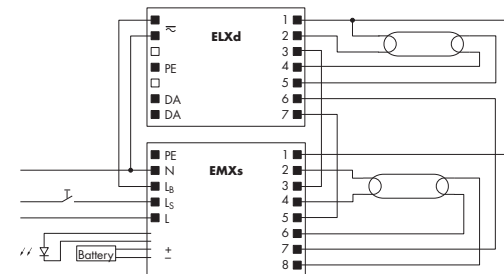 ~ ELXd 1
2
3
PE 4
5
DA 6
DA 7
PE EMXs 1
N 2
LB 3
LS 4
L 5
6
+ 7
Battery − 8
T